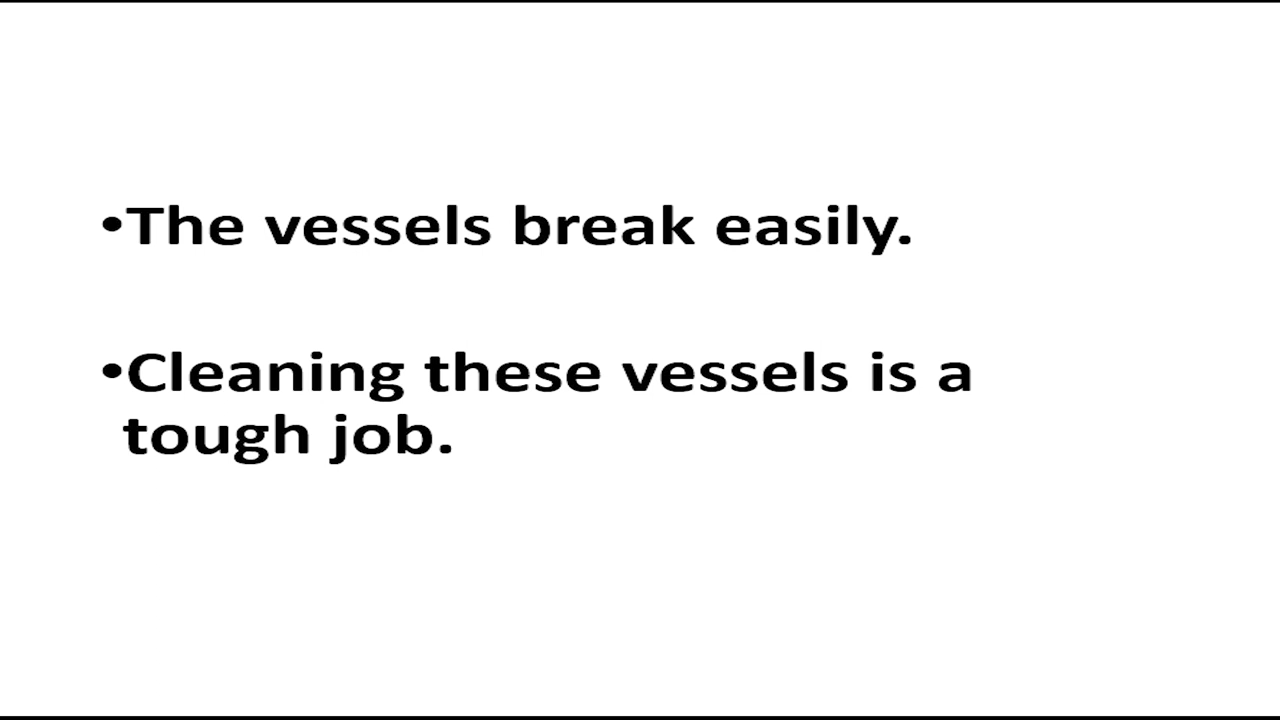 •The vessels break easily.
•Cleaning these vessels is a
tough job.